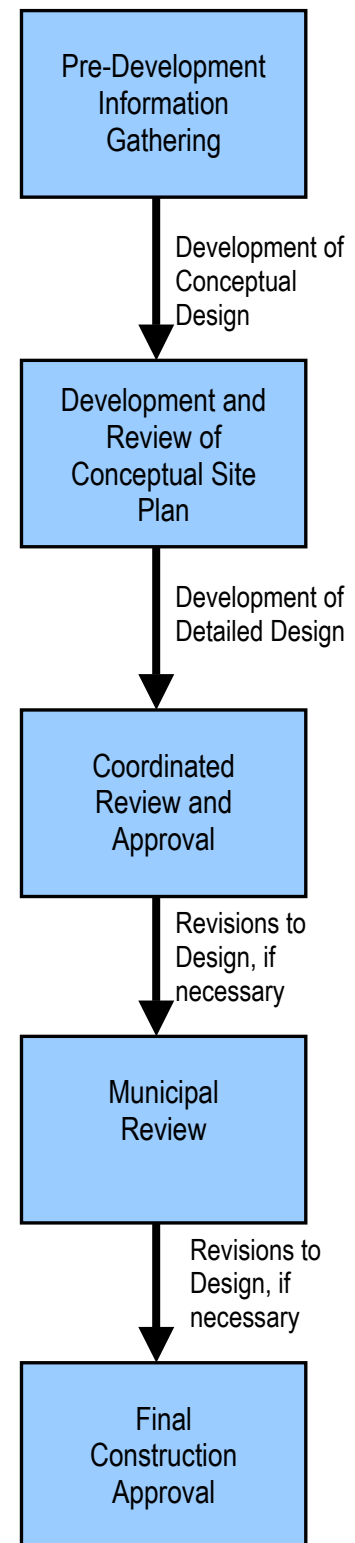 Pre-Development
Information
Gathering
Development of
Conceptual
Design
Development and
Review of
Conceptual Site
Plan
Development of
Detailed Design
Coordinated
Review and
Approval
Revisions to
Design, if
necessary
Municipal
Review
Revisions to
Design, if
necessary
Final
Construction
Approval